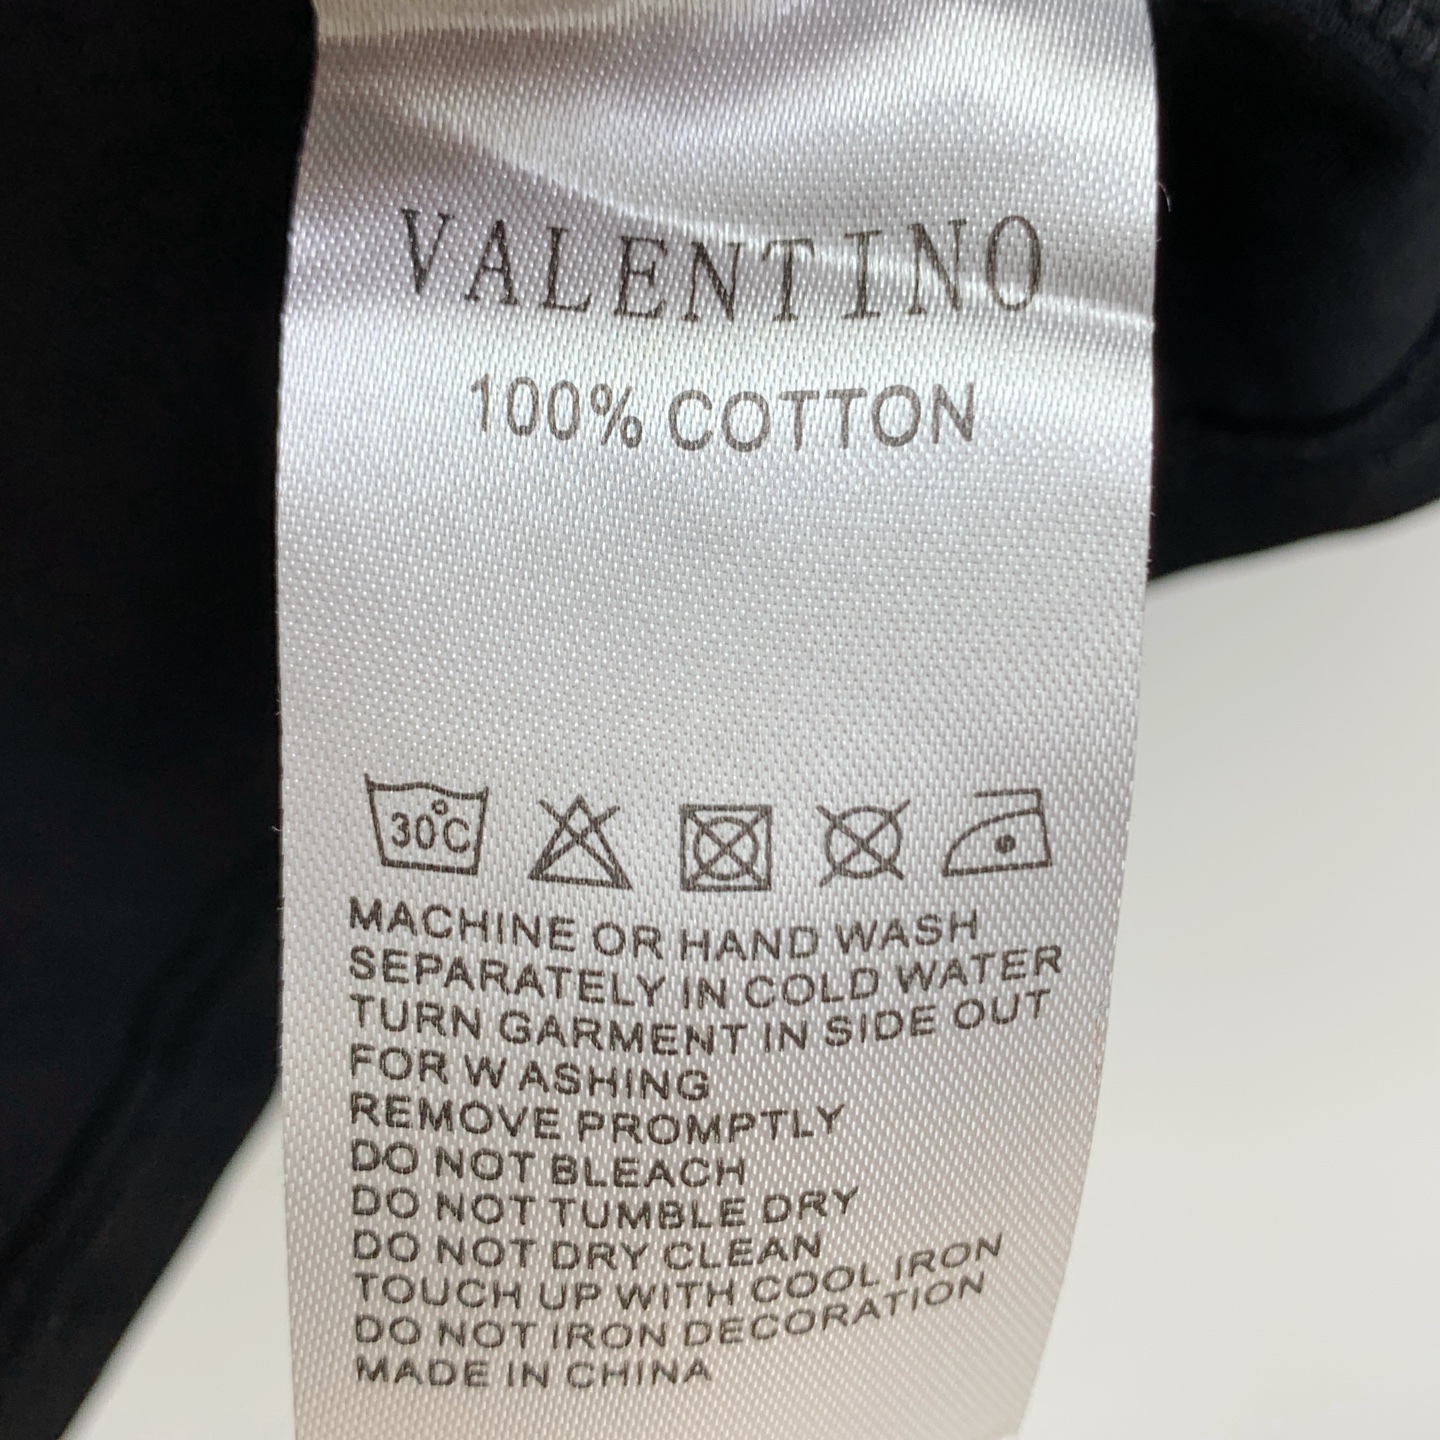 VALENTINO
100% COTTON
30°C
MACHINE OR HAND WASH
SEPARATELY IN COLD WATER
TURN GARMENT IN SIDE OUT
FOR WASHING
REMOVE PROMPTLY
DO NOT BLEACH
DO NOT TUMBLE DRY
DO NOT DRY CLEAN
TOUCH UP WITH COOL IRON
DO NOT IRON DECORATION
MADE IN CHINA